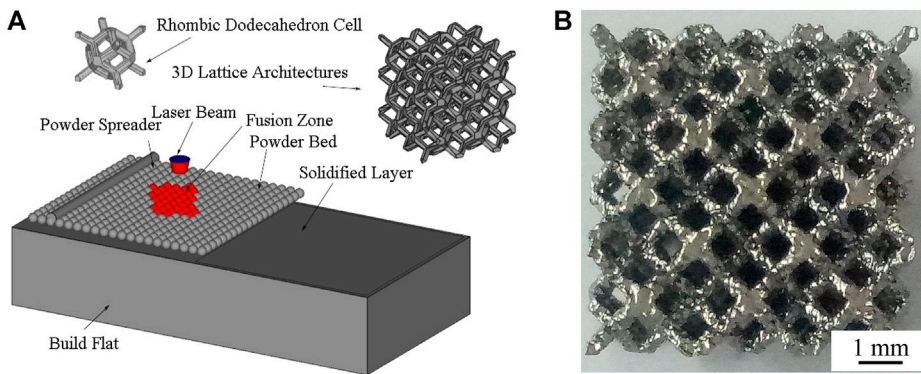 A
Rhombic Dodecahedron Cell
3D Lattice Architectures
Laser Beam
Powder Spreader
Fusion Zone
Powder Bed
Solidified Layer
Build Flat
B
1 mm